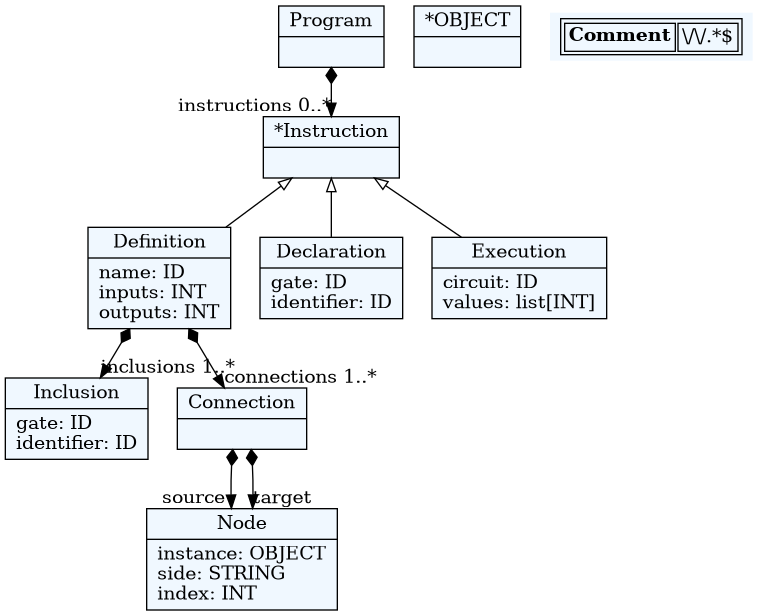 Program
*OBJECT
Comment \/\/.*$
instructions 0..*
*Instruction
Definition
name: ID
inputs: INT
outputs: INT
Declaration
gate: ID
identifier: ID
Execution
circuit: ID
values: list[INT]
inclusions 1..*
connections 1..*
Inclusion
gate: ID
identifier: ID
Connection
source
target
Node
instance: OBJECT
side: STRING
index: INT